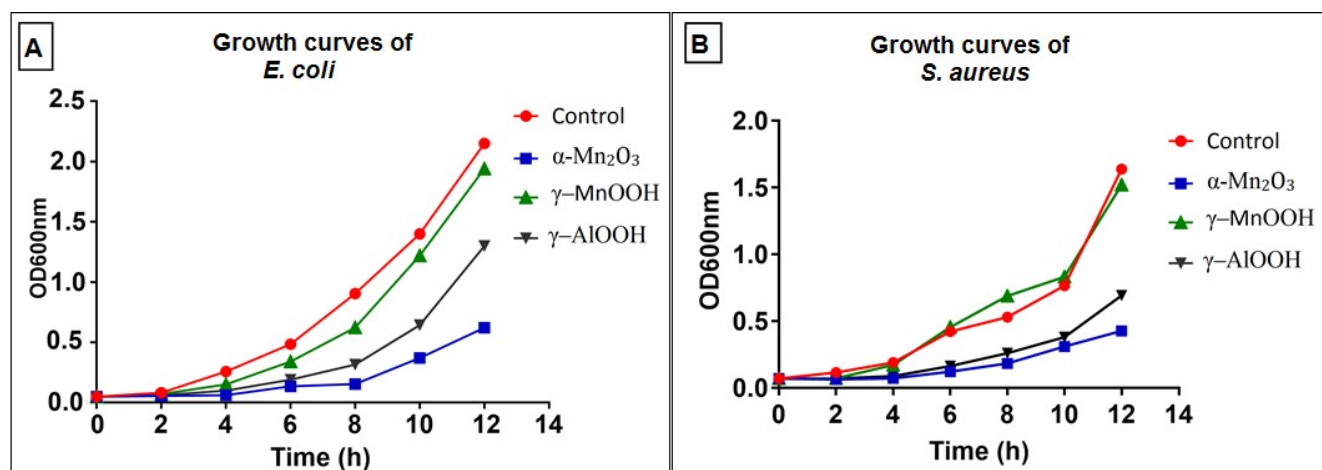 A
Growth curves of
E. coli
2.5
2.0
1.5
1.0
0.5
0.0
OD600nm
0 2 4 6 8 10 12 14
Time (h)
Control
α-Mn₂O₃
γ–MnOOH
γ–AlOOH
B
Growth curves of
S. aureus
2.0
1.5
1.0
0.5
0.0
OD600nm
0 2 4 6 8 10 12 14
Time (h)
Control
α-Mn₂O₃
γ–MnOOH
γ–AlOOH